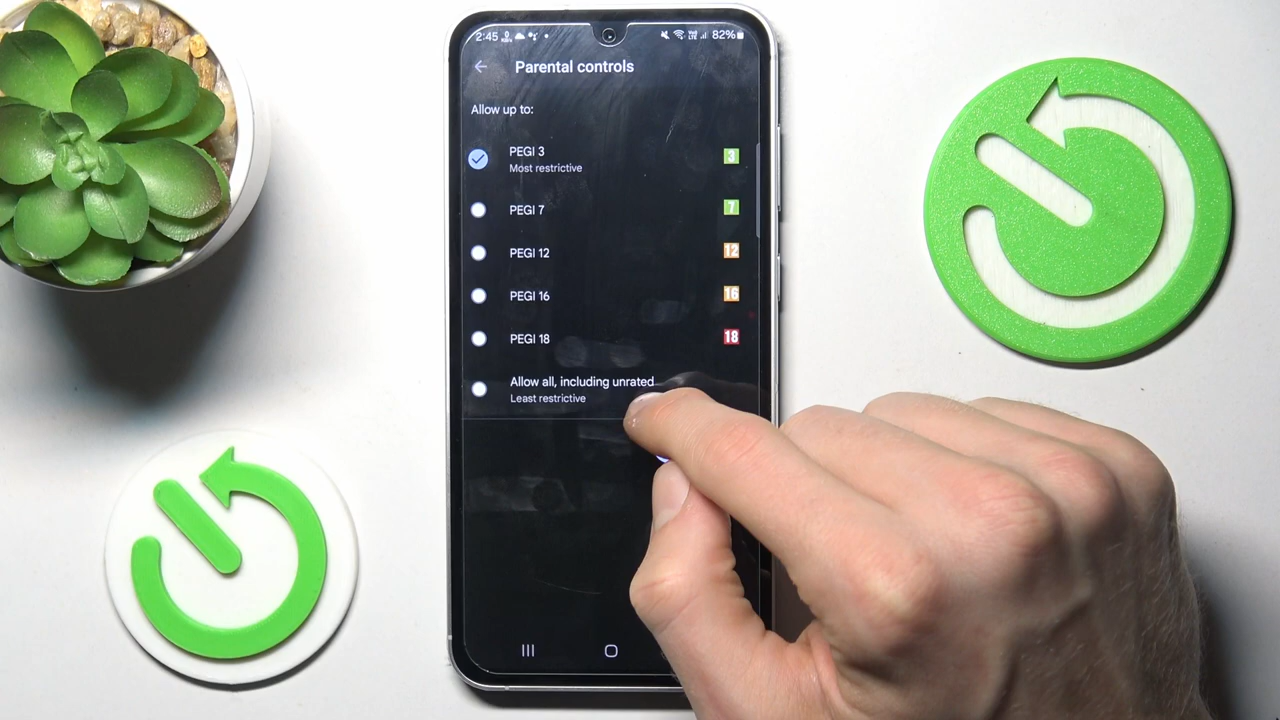 2:45
82%
Parental controls
Allow up to:
PEGI 3
Most restrictive
3
PEGI 7
7
PEGI 12
12
PEGI 16
16
PEGI 18
18
Allow all, including unrated
Least restrictive